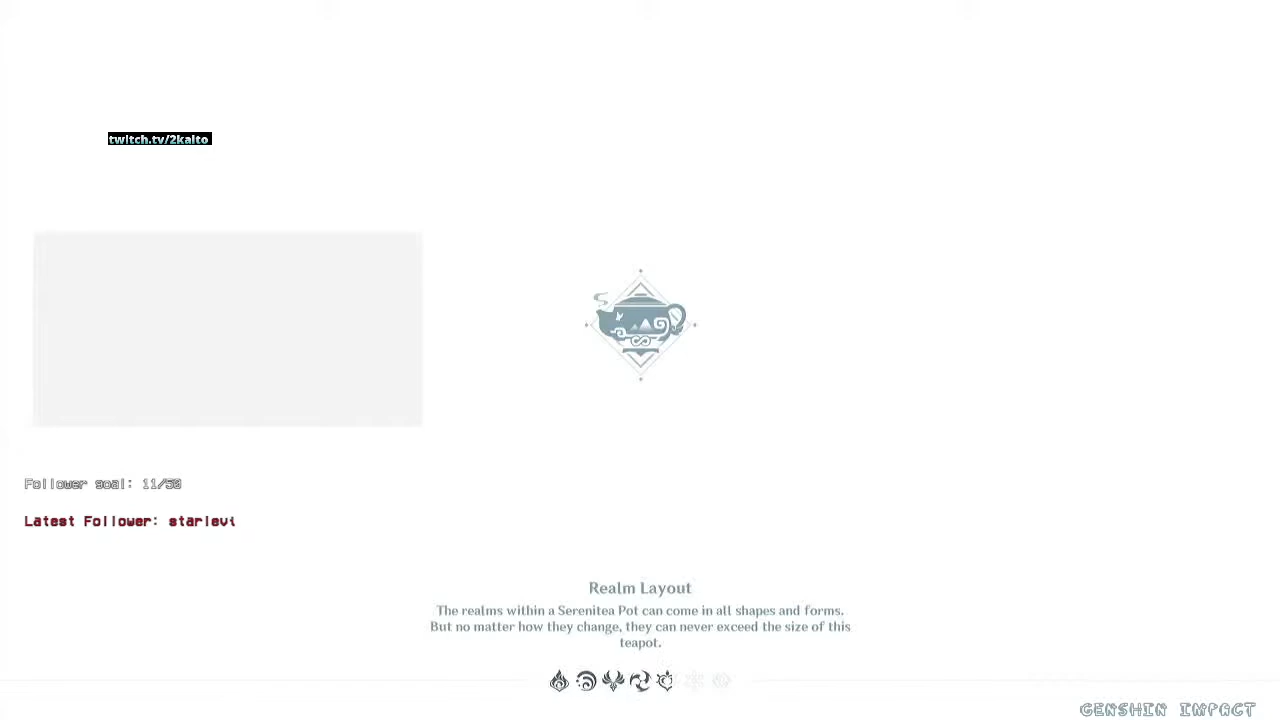 twitch.tv/2kaito
Follower goal: 11/50
Latest Follower: starlevi
Realm Layout
The realms within a Serenitea Pot can come in all shapes and forms.
But no matter how they change, they can never exceed the size of this
teapot.
GENSHIN IMPACT